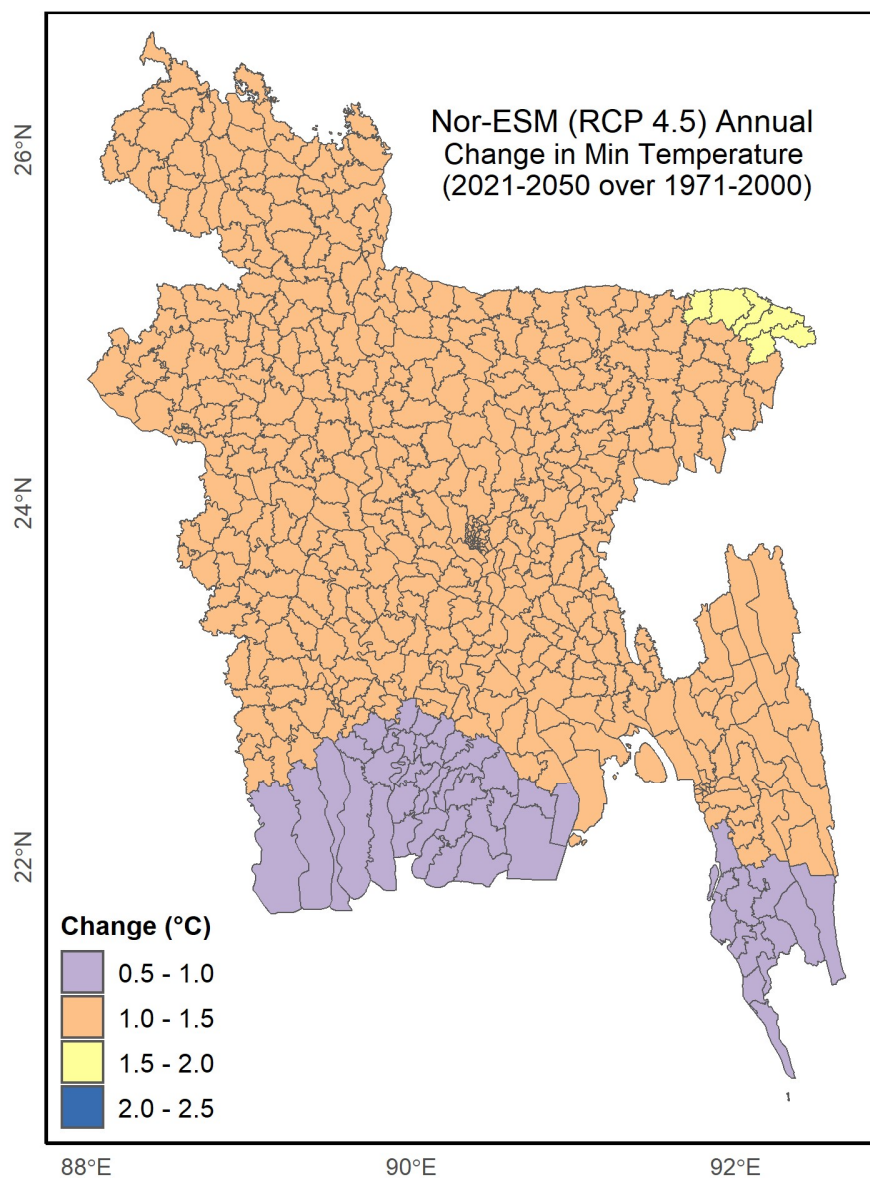 Nor-ESM (RCP 4.5) Annual
Change in Min Temperature
(2021-2050 over 1971-2000)
26°N
24°N
22°N
Change (°C)
0.5 - 1.0
1.0 - 1.5
1.5 - 2.0
2.0 - 2.5
88°E
90°E
92°E